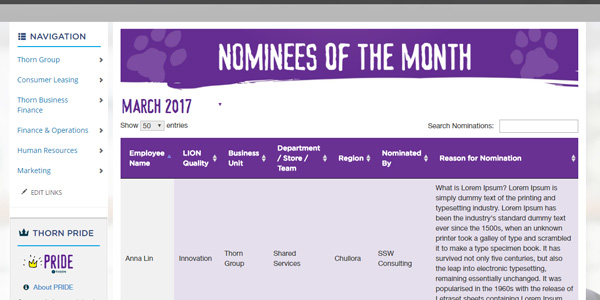 NAVIGATION
Thorn Group
Consumer Leasing
Thorn Business
Finance
Finance & Operations
Human Resources
Marketing
EDIT LINKS
THORN PRIDE
PRIDE
About PRIDE
NOMINEES OF THE MONTH
MARCH 2017
Show 50 entries
Search Nominations:
Employee Name
LION Quality
Business Unit
Department / Store / Team
Region
Nominated By
Reason for Nomination
Anna Lin
Innovation
Thorn Group
Shared Services
Chullora
SSW Consulting
What is Lorem Ipsum? Lorem Ipsum is
simply dummy text of the printing and
typesetting industry. Lorem Ipsum has
been the industry's standard dummy text
ever since the 1500s, when an unknown
printer took a galley of type and scrambled
it to make a type specimen book. It has
survived not only five centuries, but also
the leap into electronic typesetting,
remaining essentially unchanged. It was
popularised in the 1960s with the release of
Letraset sheets containing Lorem Ipsum